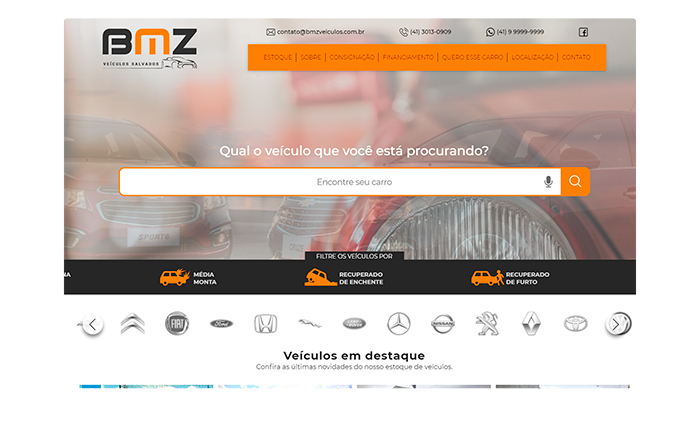 BMZ
VEÍCULOS SALVADOS
contato@bmzveiculos.com.br
(41) 3013-0909
(41) 9 9999-9999
ESTOQUE | SOBRE | CONSIGNAÇÃO | FINANCIAMENTO | QUERO ESSE CARRO | LOCALIZAÇÃO | CONTATO
Qual o veículo que você está procurando?
Encontre seu carro
SPORT6
FILTRE OS VEÍCULOS POR
NA
MÉDIA
MONTA
RECUPERADO
DE ENCHENTE
RECUPERADO
DE FURTO
FIAT
Ford
NISSAN
Veículos em destaque
Confira as últimas novidades do nosso estoque de veículos.